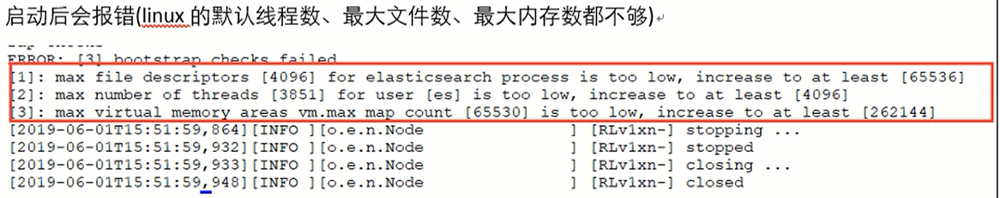 启动后会报错(linux 的默认线程数、最大文件数、最大内存数都不够)
ERROR: [3] bootstrap checks failed
[1]: max file descriptors [4096] for elasticsearch process is too low, increase to at least [65536]
[2]: max number of threads [3851] for user [es] is too low, increase to at least [4096]
[3]: max virtual memory areas vm.max_map_count [65530] is too low, increase to at least [262144]
[2019-06-01T15:51:59,864][INFO ][o.e.n.Node               ] [RLv1xn-] stopping ...
[2019-06-01T15:51:59,932][INFO ][o.e.n.Node               ] [RLv1xn-] stopped
[2019-06-01T15:51:59,933][INFO ][o.e.n.Node               ] [RLv1xn-] closing ...
[2019-06-01T15:51:59,948][INFO ][o.e.n.Node               ] [RLv1xn-] closed